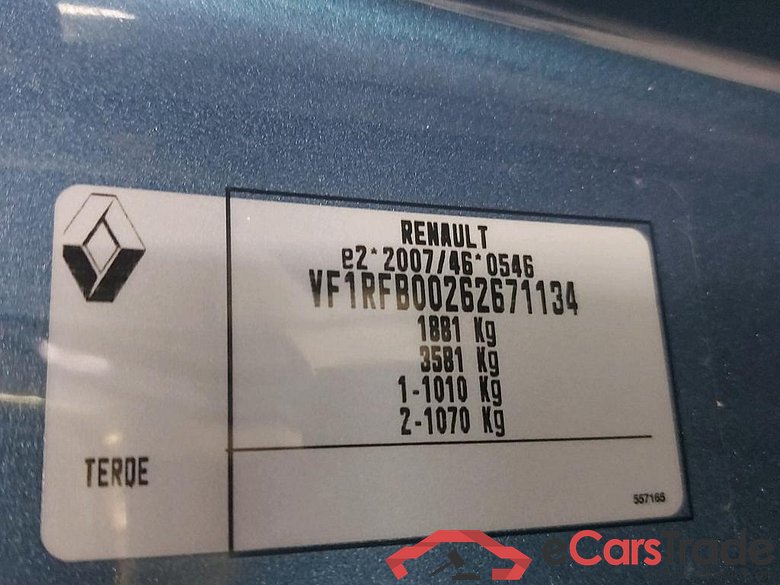 RENAULT
e2*2007/46*0546
VF1RFB00262671134
1881 Kg
3581 Kg
1-1010 Kg
2-1070 Kg
TERQE
557165
eCarstrade